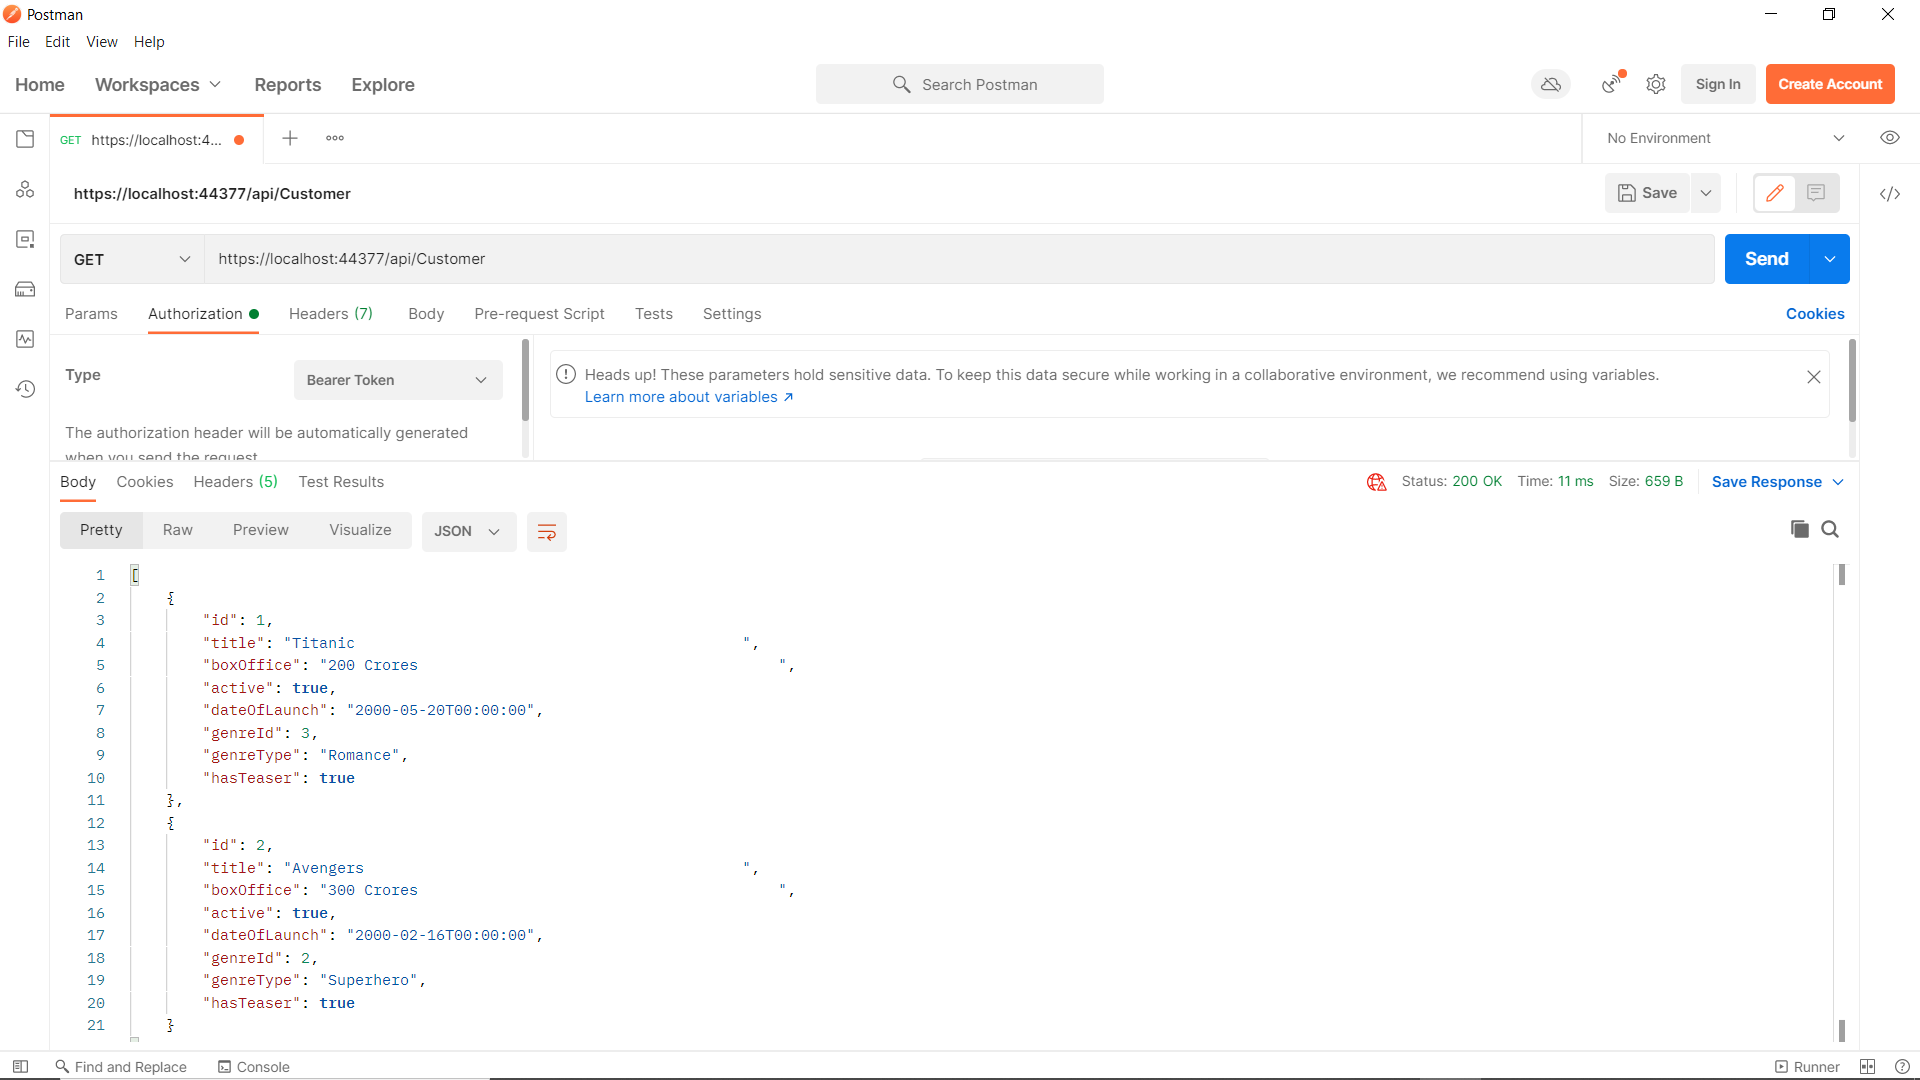 Postman
File Edit View Help
Home Workspaces Reports Explore Search Postman Sign In Create Account
GET https://localhost:4... No Environment
https://localhost:44377/api/Customer Save
GET https://localhost:44377/api/Customer Send
Params Authorization Headers (7) Body Pre-request Script Tests Settings Cookies
Type Bearer Token
The authorization header will be automatically generated
when you send the request.
Heads up! These parameters hold sensitive data. To keep this data secure while working in a collaborative environment, we recommend using variables.
Learn more about variables ↗
Body Cookies Headers (5) Test Results Status: 200 OK Time: 11 ms Size: 659 B Save Response
Pretty Raw Preview Visualize JSON
1 [
2 {
3 "id": 1,
4 "title": "Titanic                                           ",
5 "boxOffice": "200 Crores                                        ",
6 "active": true,
7 "dateOfLaunch": "2000-05-20T00:00:00",
8 "genreId": 3,
9 "genreType": "Romance",
10 "hasTeaser": true
11 },
12 {
13 "id": 2,
14 "title": "Avengers                                          ",
15 "boxOffice": "300 Crores                                        ",
16 "active": true,
17 "dateOfLaunch": "2000-02-16T00:00:00",
18 "genreId": 2,
19 "genreType": "Superhero",
20 "hasTeaser": true
21 }
Find and Replace Console Runner